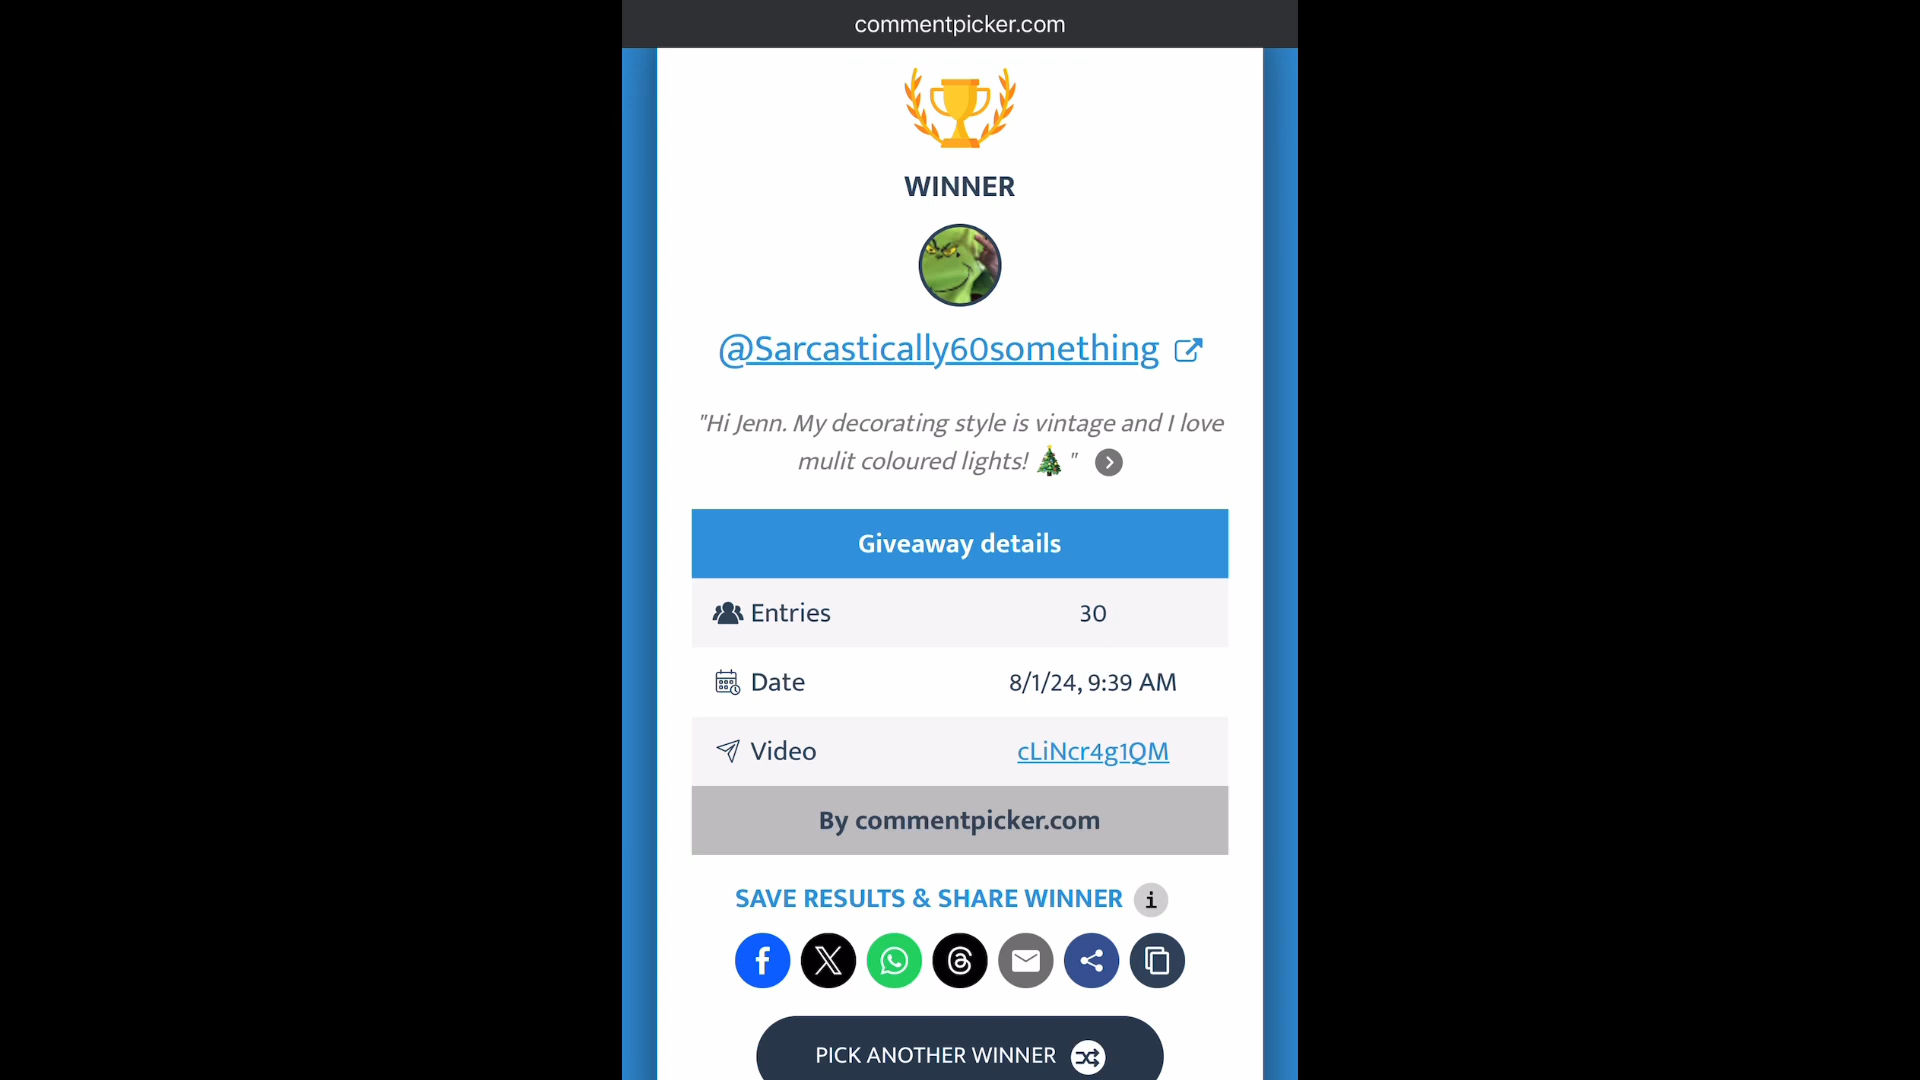 commentpicker.com
WINNER
@Sarcastically60something
"Hi Jenn. My decorating style is vintage and I love
mulit coloured lights! 🎄 "
Giveaway details
Entries 30
Date 8/1/24, 9:39 AM
Video cLiNcr4g1QM
By commentpicker.com
SAVE RESULTS & SHARE WINNER i
PICK ANOTHER WINNER